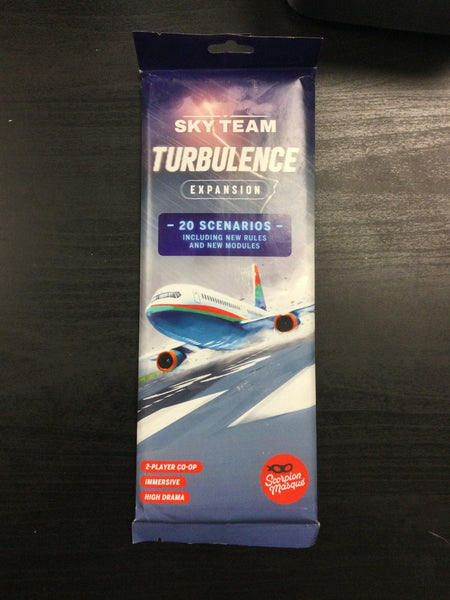 SKY TEAM
TURBULENCE
EXPANSION
– 20 SCENARIOS –
INCLUDING NEW RULES
AND NEW MODULES
2-PLAYER CO-OP
IMMERSIVE
HIGH DRAMA
Scorpion
Masqué